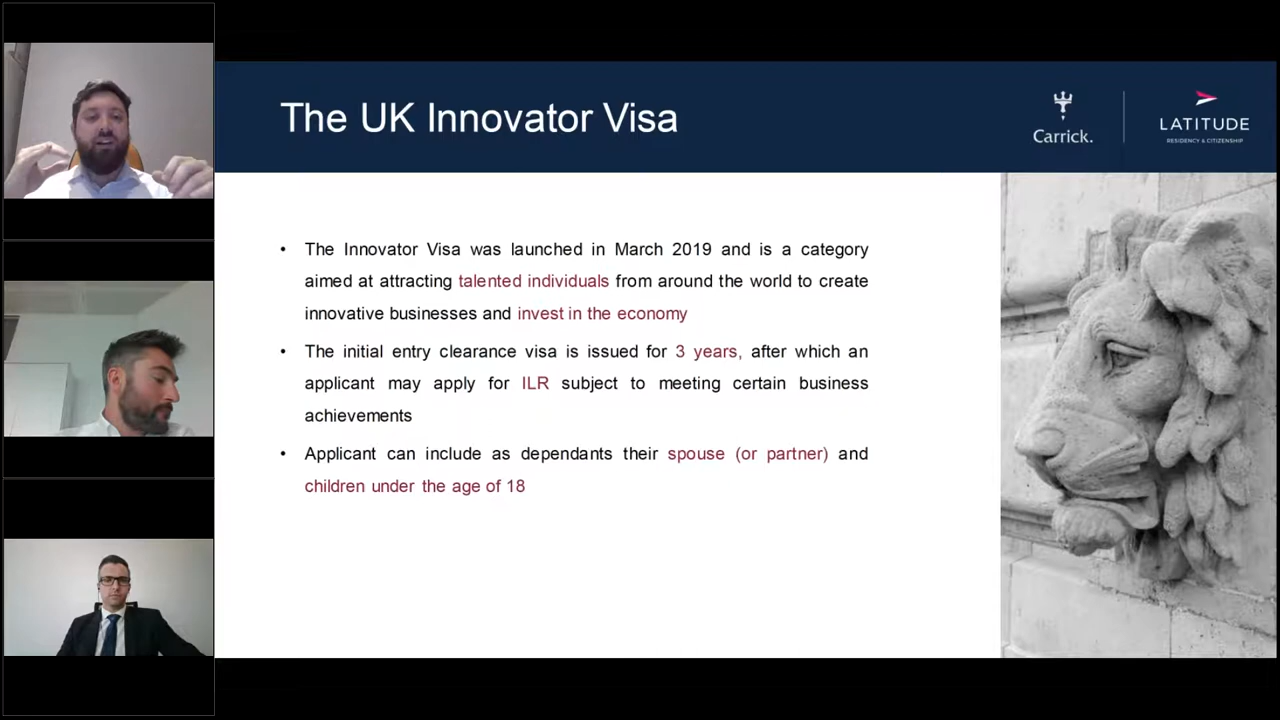 The UK Innovator Visa
Carrick.
LATITUDE
RESIDENCY & CITIZENSHIP
• The Innovator Visa was launched in March 2019 and is a category
aimed at attracting talented individuals from around the world to create
innovative businesses and invest in the economy
• The initial entry clearance visa is issued for 3 years, after which an
applicant may apply for ILR subject to meeting certain business
achievements
• Applicant can include as dependants their spouse (or partner) and
children under the age of 18